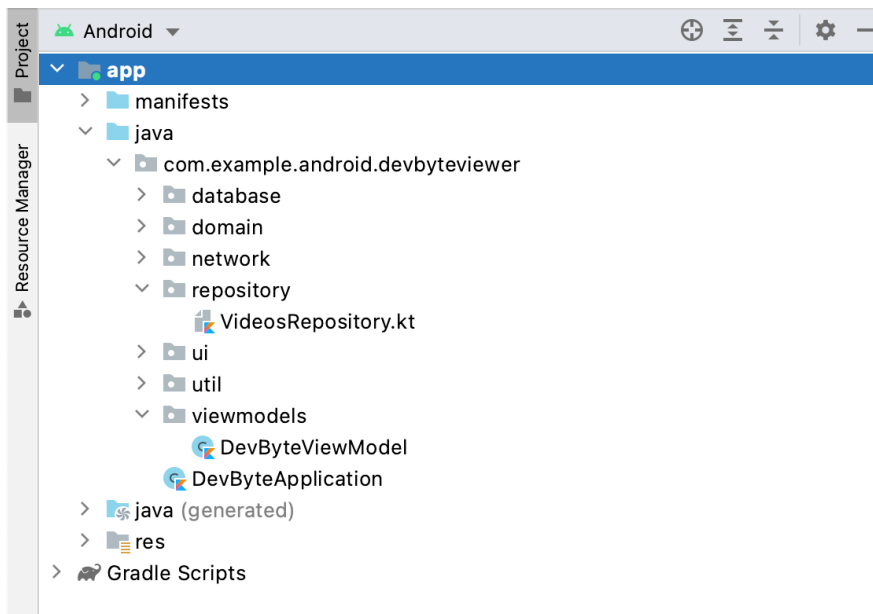 Project
Resource Manager
Android
app
manifests
java
com.example.android.devbyteviewer
database
domain
network
repository
VideosRepository.kt
ui
util
viewmodels
DevByteViewModel
DevByteApplication
java (generated)
res
Gradle Scripts